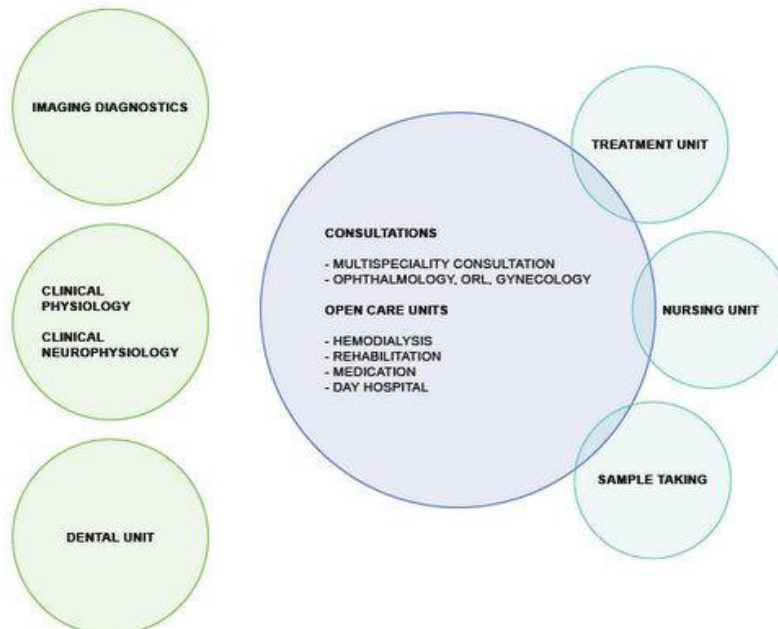 IMAGING DIAGNOSTICS
CLINICAL
PHYSIOLOGY
CLINICAL
NEUROPHYSIOLOGY
DENTAL UNIT
CONSULTATIONS
- MULTISPECIALITY CONSULTATION
- OPHTHALMOLOGY, ORL, GYNECOLOGY
OPEN CARE UNITS
- HEMODIALYSIS
- REHABILITATION
- MEDICATION
- DAY HOSPITAL
TREATMENT UNIT
NURSING UNIT
SAMPLE TAKING